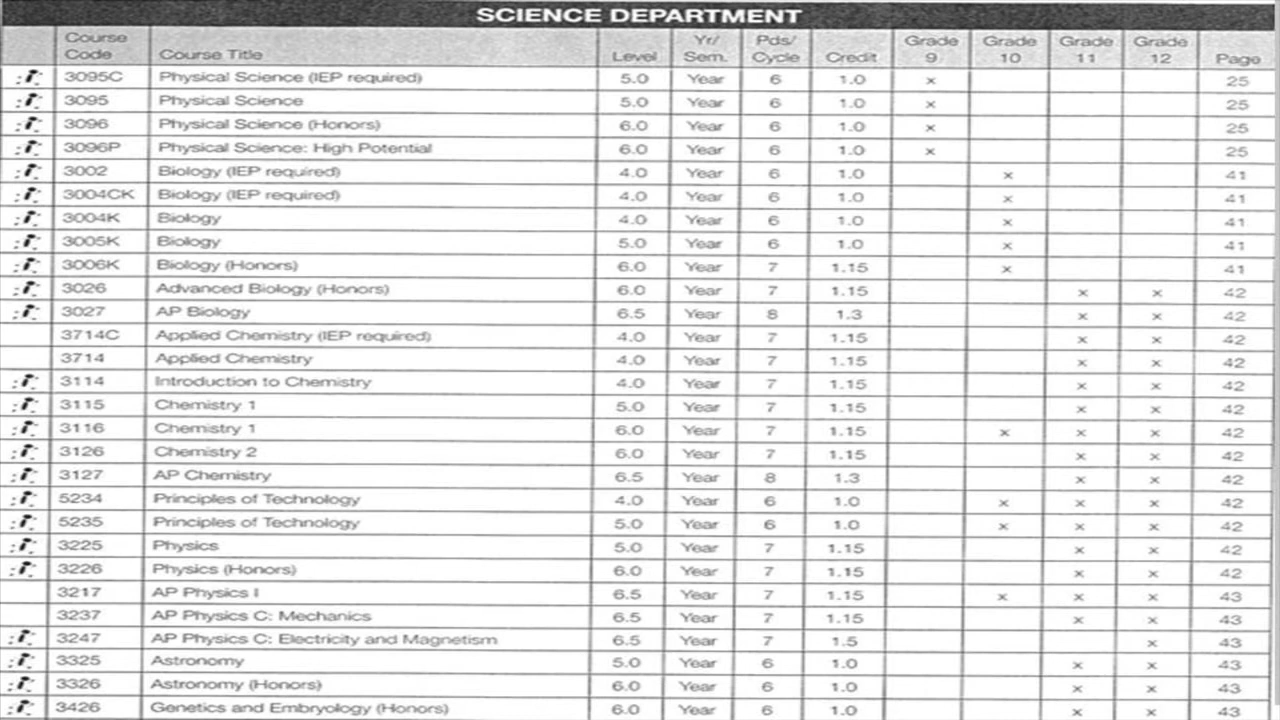 SCIENCE DEPARTMENT
Course Code Course Title Level Yr/ Sem. Pds/ Cycle Credit Grade 9 Grade 10 Grade 11 Grade 12 Page
3095C Physical Science (IEP required) 5.0 Year 6 1.0 x 25
3095 Physical Science 5.0 Year 6 1.0 x 25
3096 Physical Science (Honors) 6.0 Year 6 1.0 x 25
3096P Physical Science: High Potential 6.0 Year 6 1.0 x 25
3002 Biology (IEP required) 4.0 Year 6 1.0 x 41
3004CK Biology (IEP required) 4.0 Year 6 1.0 x 41
3004K Biology 4.0 Year 6 1.0 x 41
3005K Biology 5.0 Year 6 1.0 x 41
3006K Biology (Honors) 6.0 Year 7 1.15 x 41
3026 Advanced Biology (Honors) 6.0 Year 7 1.15 x x 42
3027 AP Biology 6.5 Year 8 1.3 x x 42
3714C Applied Chemistry (IEP required) 4.0 Year 7 1.15 x x 42
3714 Applied Chemistry 4.0 Year 7 1.15 x x 42
3114 Introduction to Chemistry 4.0 Year 7 1.15 x x 42
3115 Chemistry 1 5.0 Year 7 1.15 x x 42
3116 Chemistry 1 6.0 Year 7 1.15 x x x 42
3126 Chemistry 2 6.0 Year 7 1.15 x x 42
3127 AP Chemistry 6.5 Year 8 1.3 x x 42
5234 Principles of Technology 4.0 Year 6 1.0 x x x 42
5235 Principles of Technology 5.0 Year 6 1.0 x x x 42
3225 Physics 5.0 Year 7 1.15 x x 42
3226 Physics (Honors) 6.0 Year 7 1.15 x x 42
3217 AP Physics I 6.5 Year 7 1.15 x x x 43
3237 AP Physics C: Mechanics 6.5 Year 7 1.15 x x 43
3247 AP Physics C: Electricity and Magnetism 6.5 Year 7 1.5 x 43
3325 Astronomy 5.0 Year 6 1.0 x x 43
3326 Astronomy (Honors) 6.0 Year 6 1.0 x x 43
3426 Genetics and Embryology (Honors) 6.0 Year 6 1.0 x x 43